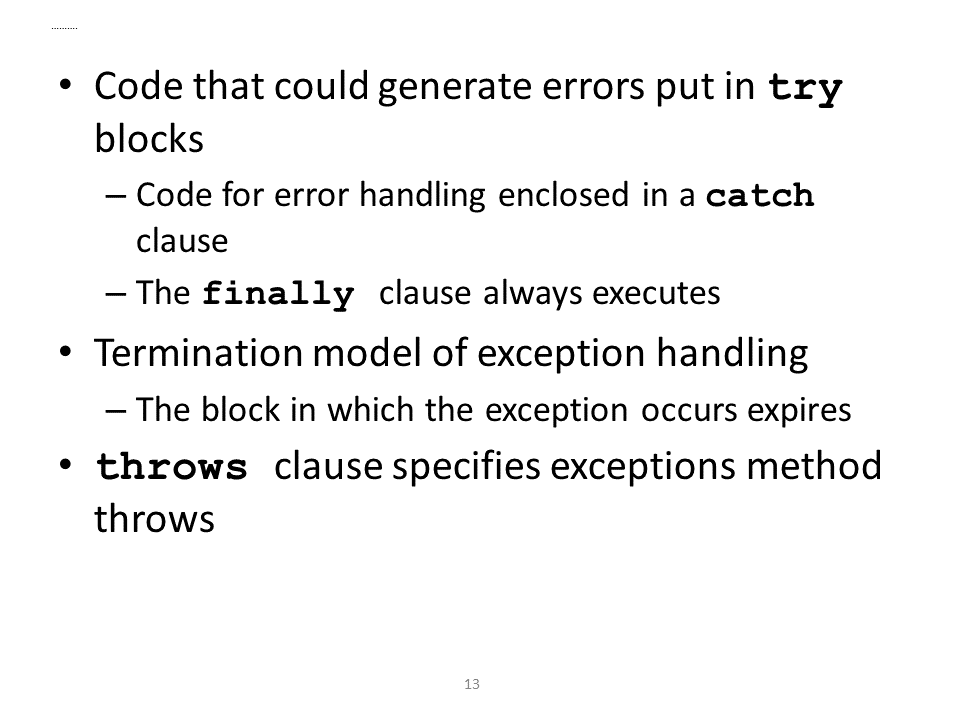 ..........
• Code that could generate errors put in try
blocks
– Code for error handling enclosed in a catch
clause
– The finally clause always executes
• Termination model of exception handling
– The block in which the exception occurs expires
• throws clause specifies exceptions method
throws
13